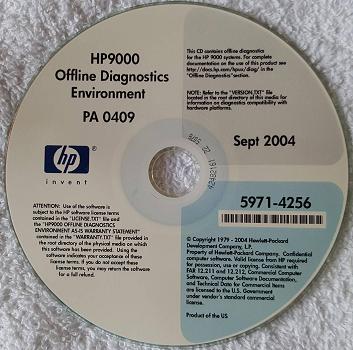 HP9000
Offline Diagnostics
Environment
PA 0409
This CD contains offline diagnostics
for the HP 9000 systems. For complete
documentation on the use of this product see
http://docs.hp.com/hpux/diag/ in the
"Offline Diagnostics"section.
NOTE: Refer to the "VERSION.TXT" file
located in the root directory of this media for
information on diagnostics compatibility with
hardware platforms.
Sept 2004
hp
invent
5971-4256
ATTENTION: Use of the software is
subject to the HP software license terms
contained in the "LICENSE.TXT" file and
the "HP9000 OFFLINE DIAGNOSTICS
ENVIRONMENT AS-IS WARRANTY STATEMENT"
contained in the "WARRANTY.TXT" file provided in
the root directory of the physical media on which
this software has been provided. Using the
software indicates your acceptance of these
license terms. If you do not accept these
license terms, you may return the software
for a full refund.
© Copyright 1979 - 2004 Hewlett-Packard
Development Company, L.P.
Property of Hewlett-Packard Company. Confidential
computer software. Valid license from HP required
for possession, use or copying. Consistent with
FAR 12.211 and 12.212, Commercial Computer
Software, Computer Software Documentation,
and Technical Data for Commercial Items
are licensed to the U.S. Government
under vendor's standard commercial
license.
Product of the US